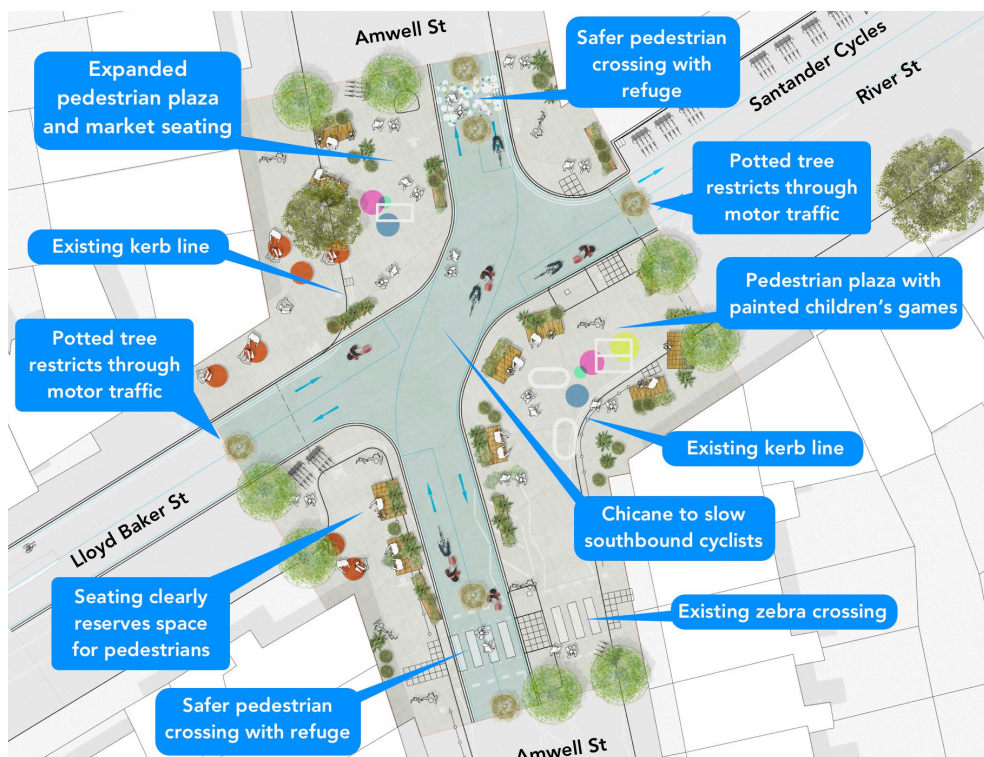 Amwell St
Safer pedestrian
crossing with
refuge
Santander Cycles
River St
Expanded
pedestrian plaza
and market seating
Potted tree
restricts through
motor traffic
Existing kerb line
Pedestrian plaza with
painted children’s games
Potted tree
restricts through
motor traffic
Existing kerb line
Lloyd Baker St
Chicane to slow
southbound cyclists
Seating clearly
reserves space
for pedestrians
Existing zebra crossing
Safer pedestrian
crossing with refuge
Amwell St